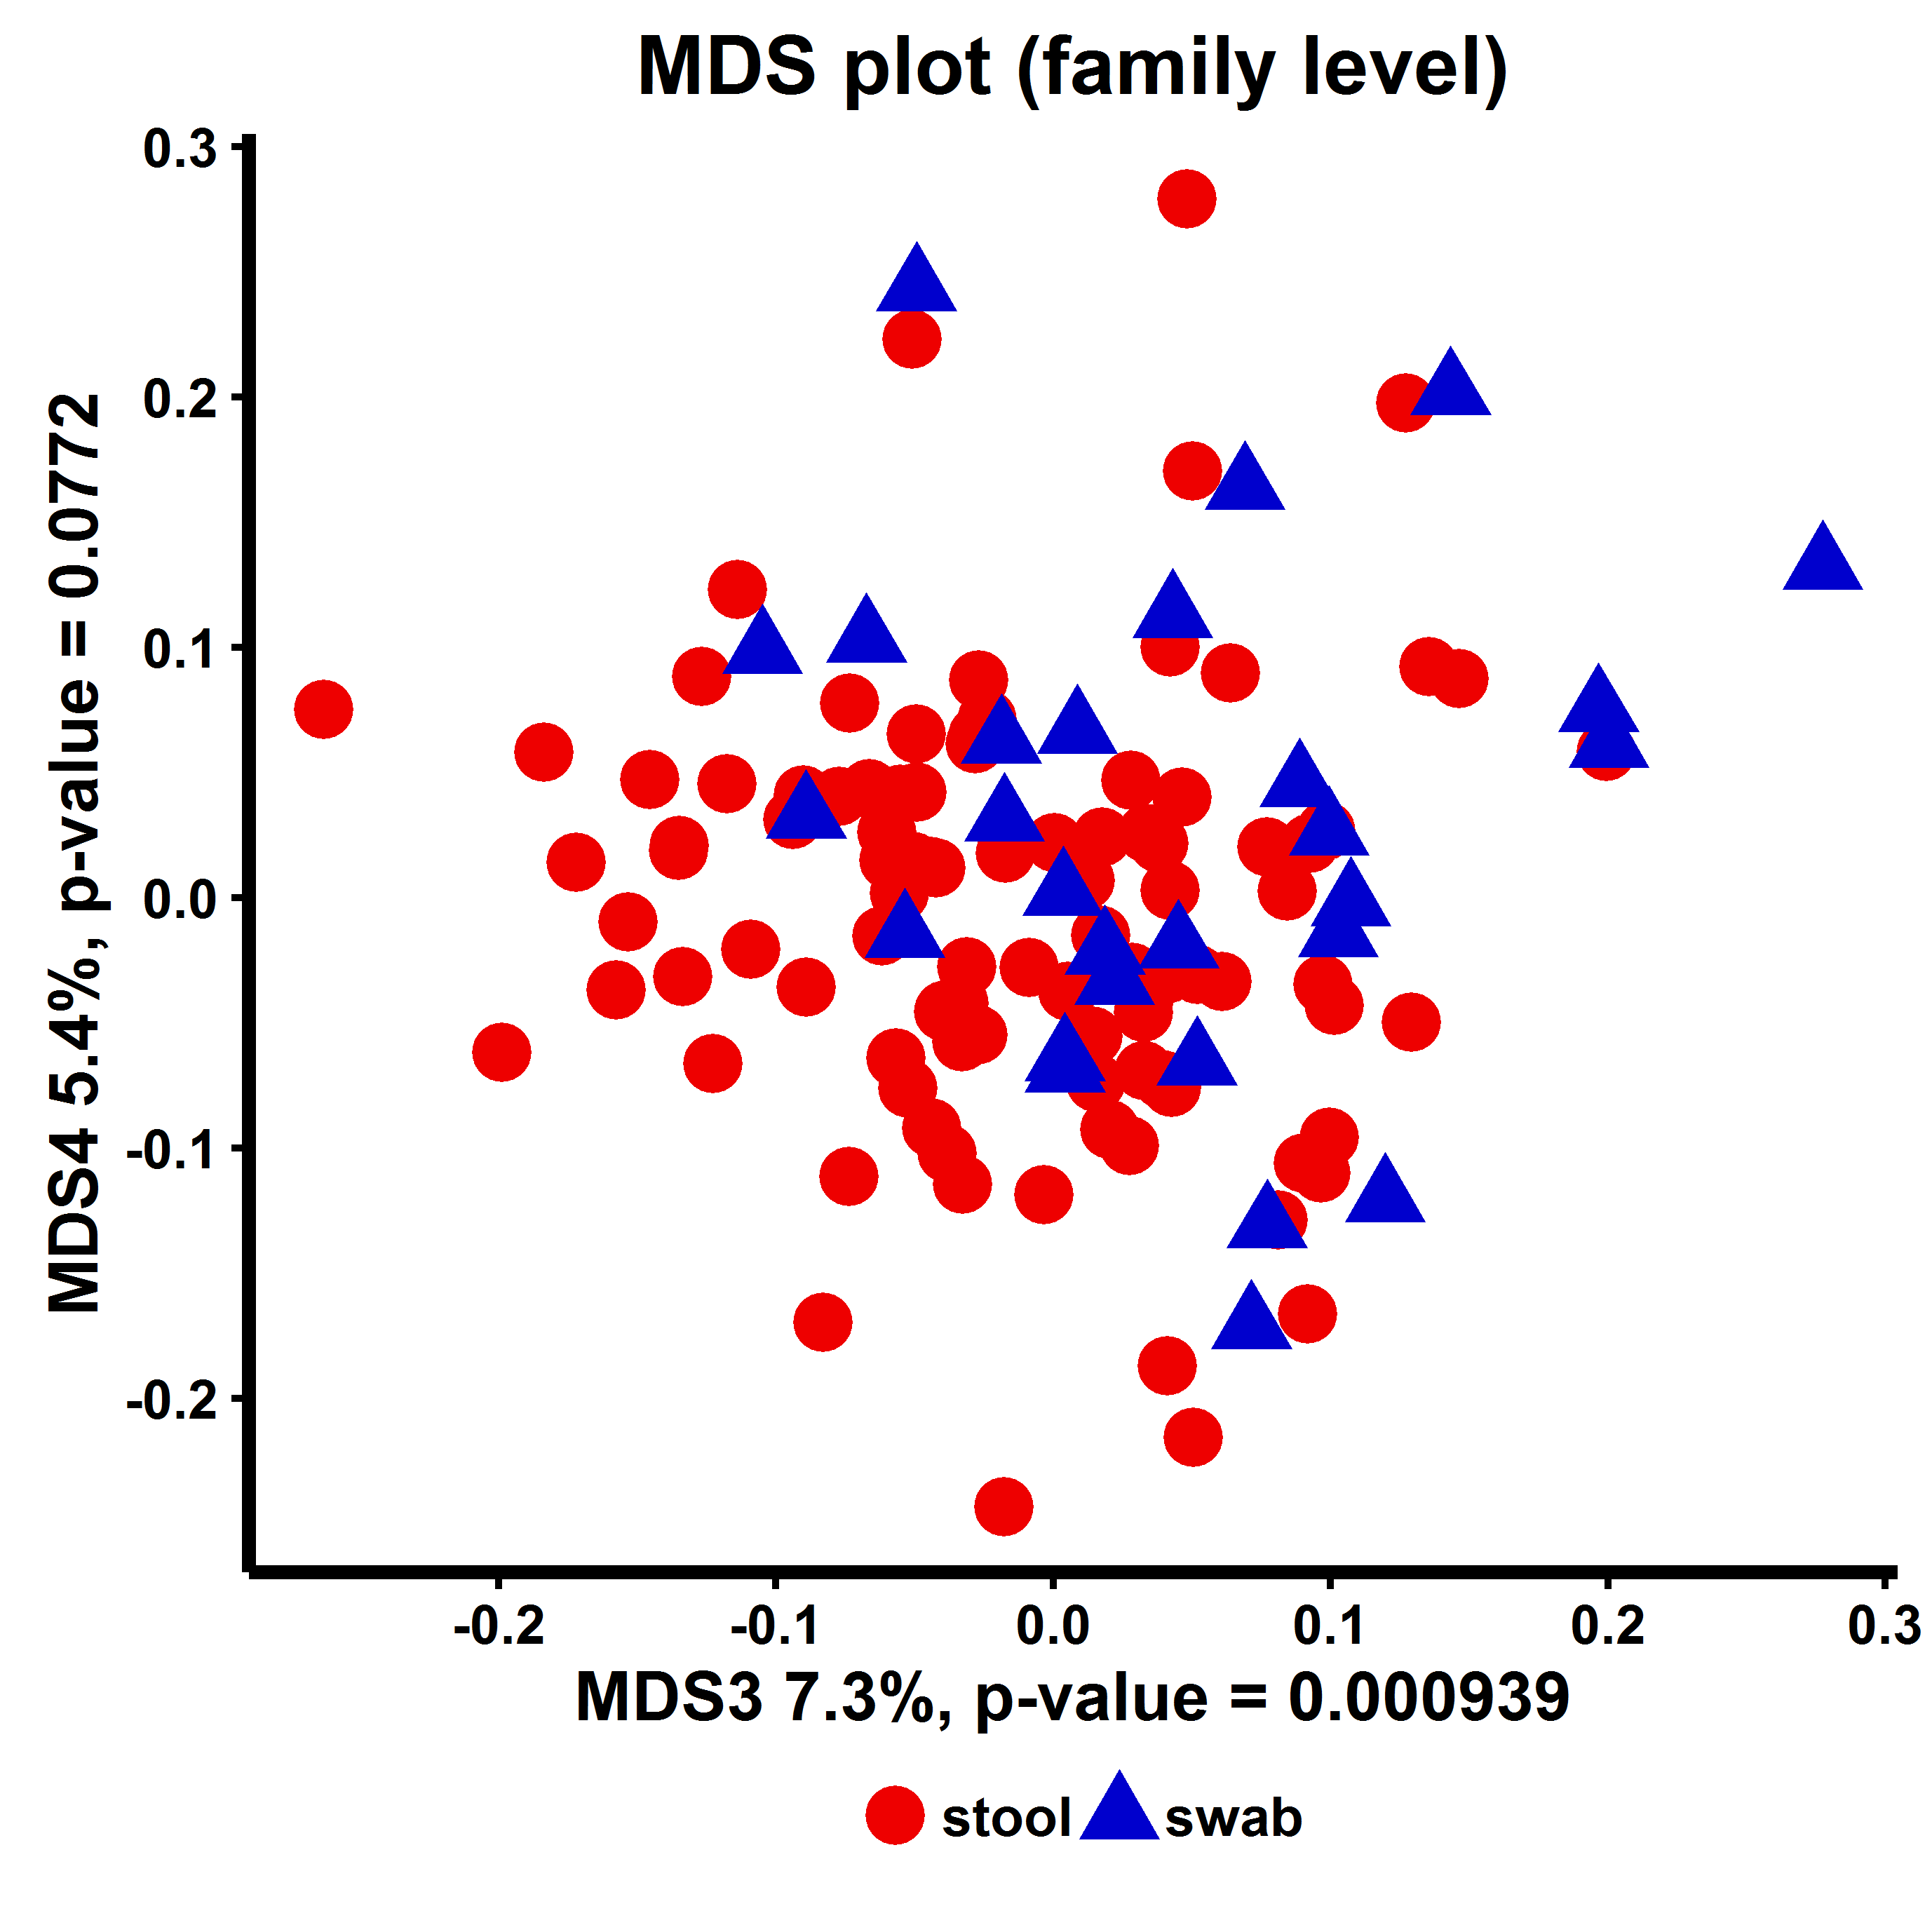 MDS plot (family level)
0.3
0.2
0.1
0.0
-0.1
-0.2
MDS4 5.4%, p-value = 0.0772
-0.2 -0.1 0.0 0.1 0.2 0.3
MDS3 7.3%, p-value = 0.000939
stool swab